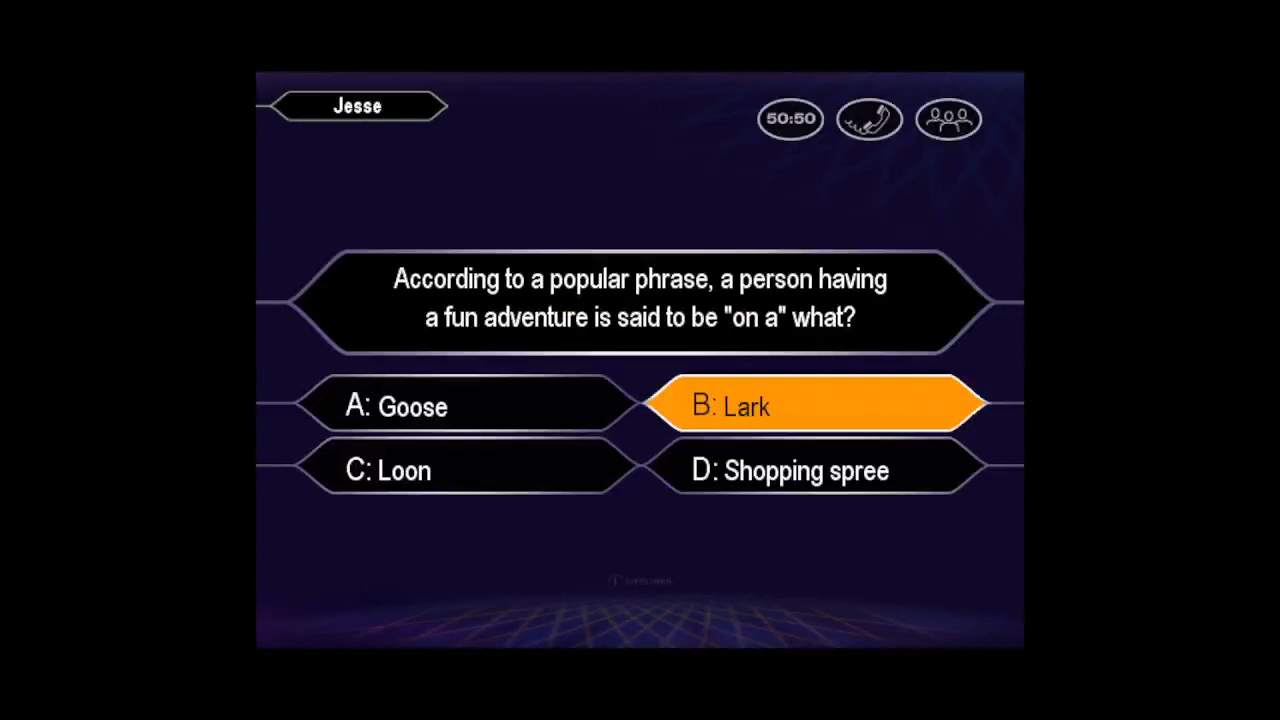 Jesse
50:50
According to a popular phrase, a person having
a fun adventure is said to be "on a" what?
A: Goose
B: Lark
C: Loon
D: Shopping spree